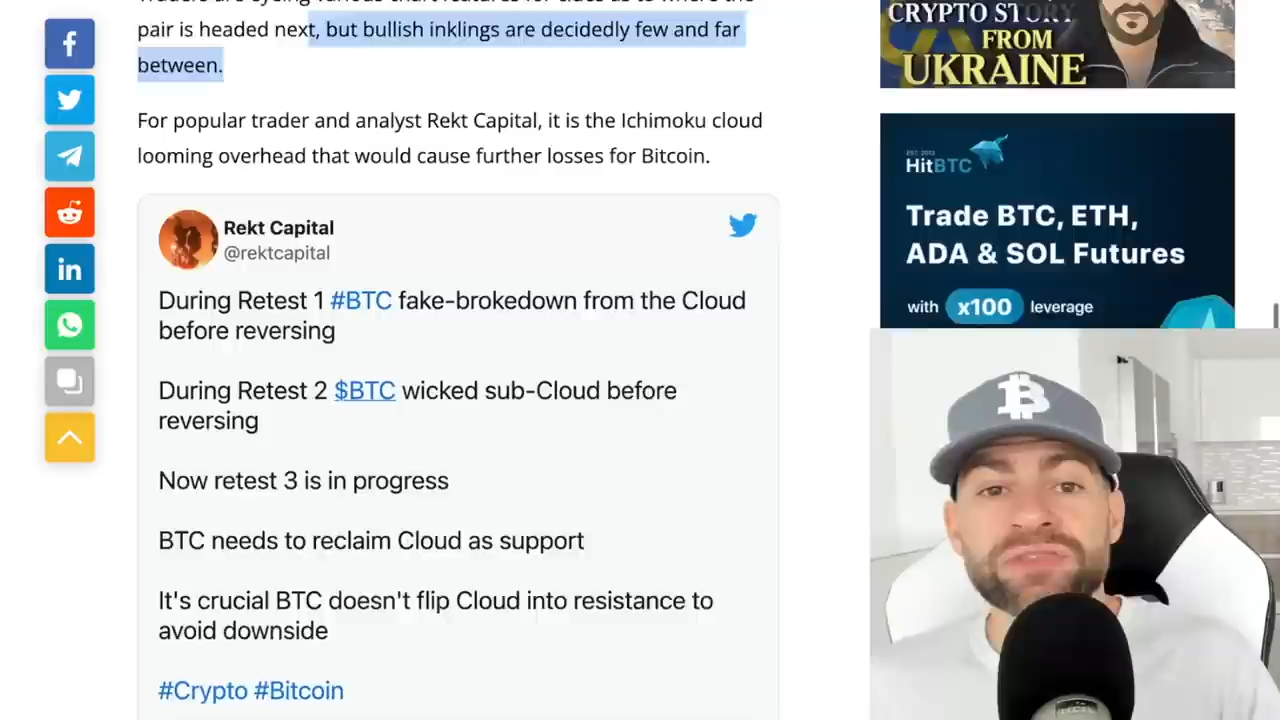 pair is headed next, but bullish inklings are decidedly few and far
between.
For popular trader and analyst Rekt Capital, it is the Ichimoku cloud
looming overhead that would cause further losses for Bitcoin.
Rekt Capital
@rektcapital
During Retest 1 #BTC fake-brokedown from the Cloud
before reversing
During Retest 2 $BTC wicked sub-Cloud before
reversing
Now retest 3 is in progress
BTC needs to reclaim Cloud as support
It's crucial BTC doesn't flip Cloud into resistance to
avoid downside
#Crypto #Bitcoin
CRYPTO STORY
FROM
UKRAINE
HitBTC
Trade BTC, ETH,
ADA & SOL Futures
with x100 leverage